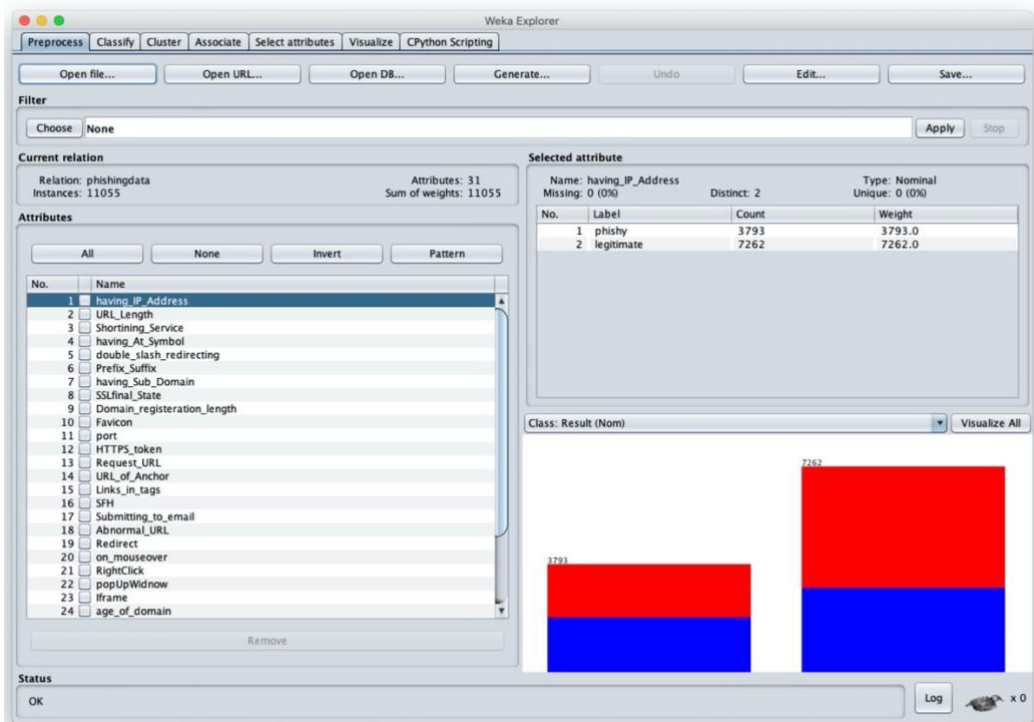 Weka Explorer
Preprocess Classify Cluster Associate Select attributes Visualize CPython Scripting
Open file... Open URL... Open DB... Generate... Undo Edit... Save...
Filter
Choose None Apply Stop
Current relation
Relation: phishingdata Attributes: 31
Instances: 11055 Sum of weights: 11055
Selected attribute
Name: having_IP_Address Type: Nominal
Missing: 0 (0%) Distinct: 2 Unique: 0 (0%)
No. Label Count Weight
1 phishy 3793 3793.0
2 legitimate 7262 7262.0
Attributes
All None Invert Pattern
No. Name
1 having_IP_Address
2 URL_Length
3 Shortining_Service
4 having_At_Symbol
5 double_slash_redirecting
6 Prefix_Suffix
7 having_Sub_Domain
8 SSLfinal_State
9 Domain_registeration_length
10 Favicon
11 port
12 HTTPS_token
13 Request_URL
14 URL_of_Anchor
15 Links_in_tags
16 SFH
17 Submitting_to_email
18 Abnormal_URL
19 Redirect
20 on_mouseover
21 RightClick
22 popUpWidnow
23 Iframe
24 age_of_domain
Remove
Class: Result (Nom) Visualize All
7262
3793
Status
OK Log x 0